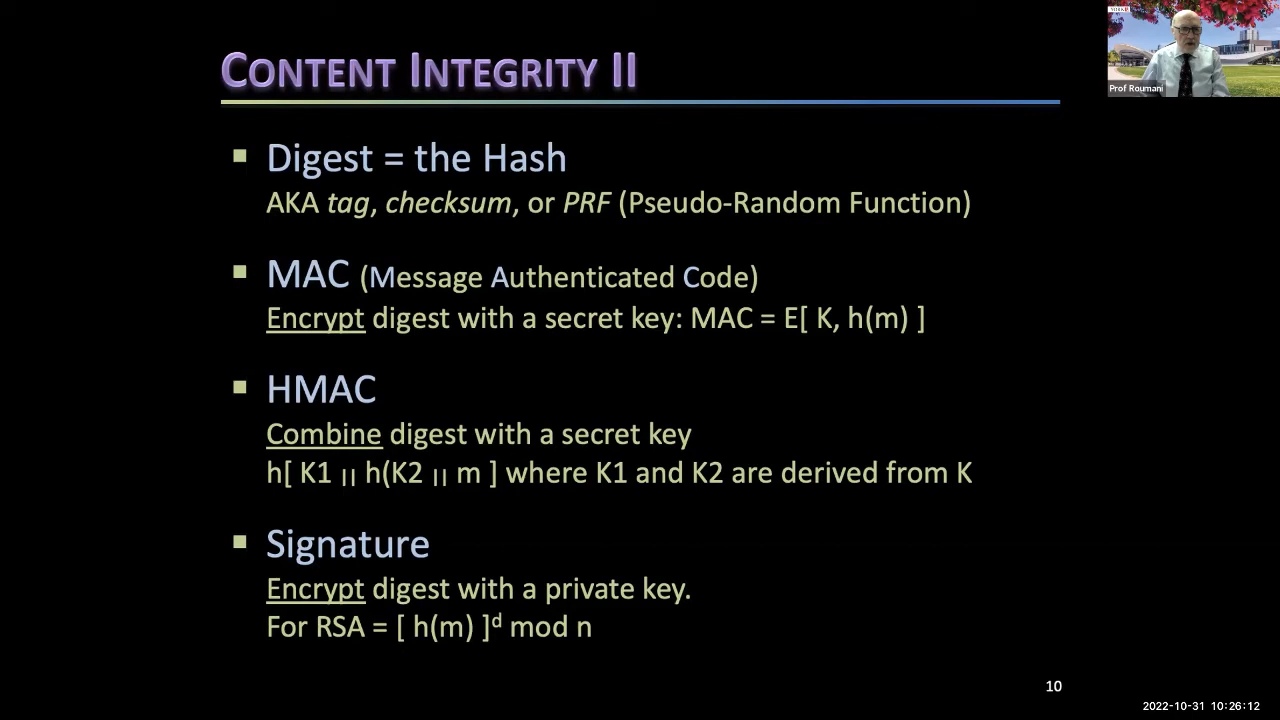 CONTENT INTEGRITY II
Digest = the Hash
AKA tag, checksum, or PRF (Pseudo-Random Function)
MAC (Message Authenticated Code)
Encrypt digest with a secret key: MAC = E[ K, h(m) ]
HMAC
Combine digest with a secret key
h[ K1 || h(K2 || m ] where K1 and K2 are derived from K
Signature
Encrypt digest with a private key.
For RSA = [ h(m) ]ᵈ mod n
10
Prof Roumani
2022-10-31 10:26:12